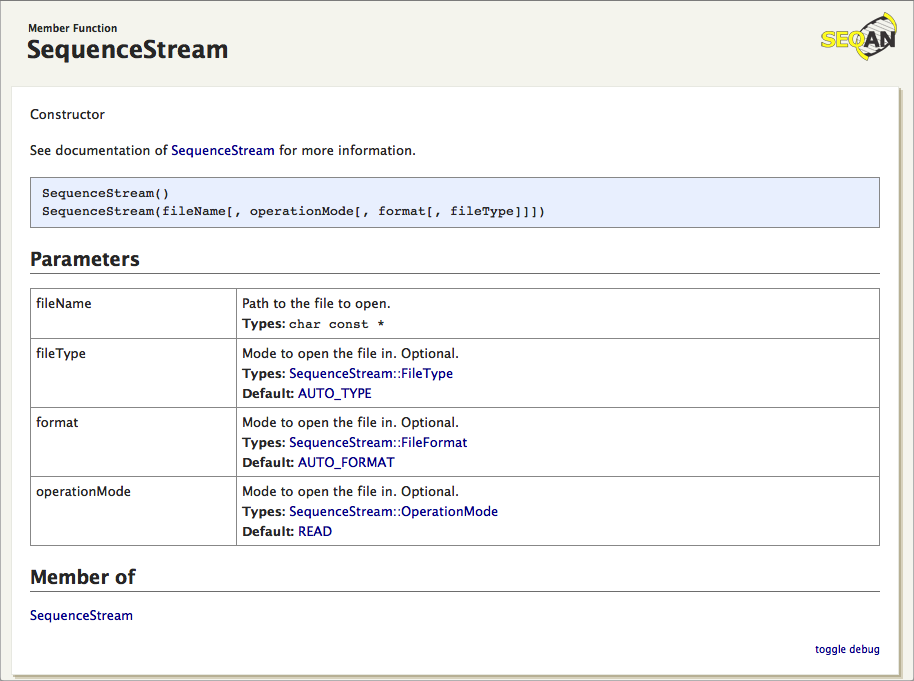 Member Function
SequenceStream
SEQAN
Constructor
See documentation of SequenceStream for more information.
SequenceStream()
SequenceStream(fileName[, operationMode[, format[, fileType]]])
Parameters
fileName
Path to the file to open.
Types: char const *
fileType
Mode to open the file in. Optional.
Types: SequenceStream::FileType
Default: AUTO_TYPE
format
Mode to open the file in. Optional.
Types: SequenceStream::FileFormat
Default: AUTO_FORMAT
operationMode
Mode to open the file in. Optional.
Types: SequenceStream::OperationMode
Default: READ
Member of
SequenceStream
toggle debug